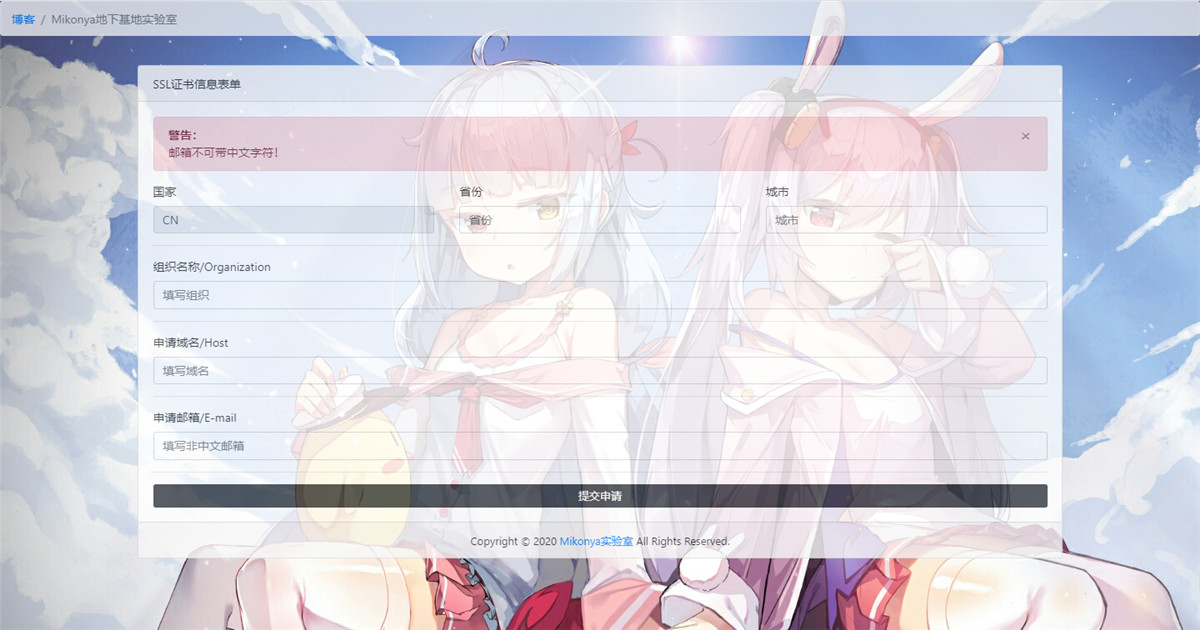 博客 / Mikonya地下基地实验室
SSL证书信息表单
警告：
邮箱不可带中文字符！
×
国家 省份 城市
CN 省份 城市
组织名称/Organization
填写组织
申请域名/Host
填写域名
申请邮箱/E-mail
填写非中文邮箱
提交申请
Copyright © 2020 Mikonya实验室 All Rights Reserved.